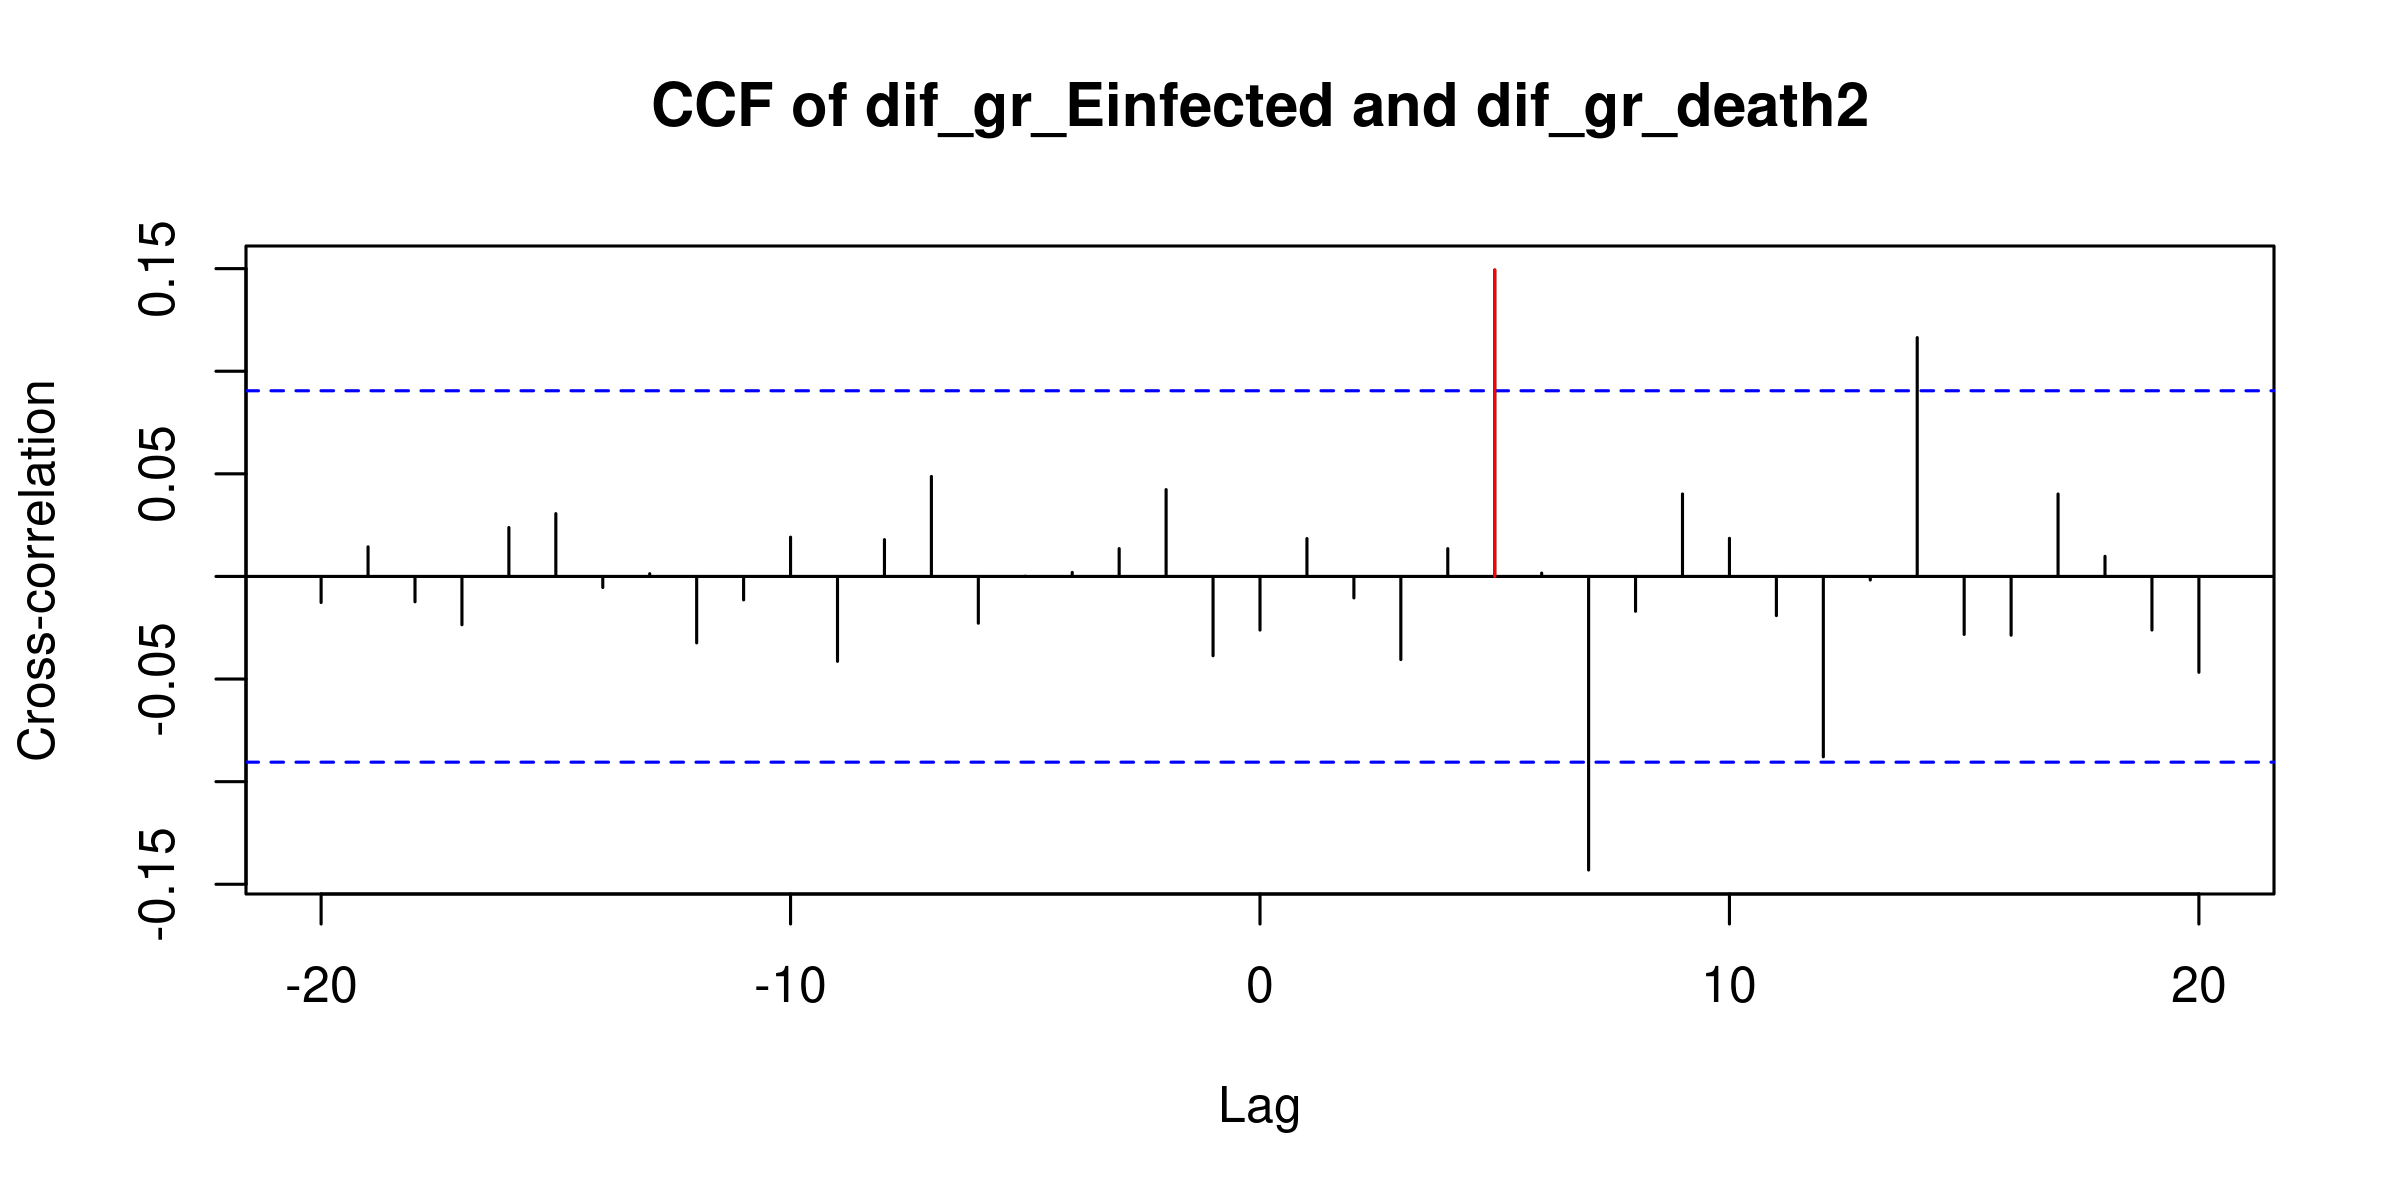 CCF of dif_gr_Einfected and dif_gr_death2
Cross-correlation
0.15
0.05
-0.05
-0.15
-20 -10 0 10 20
Lag